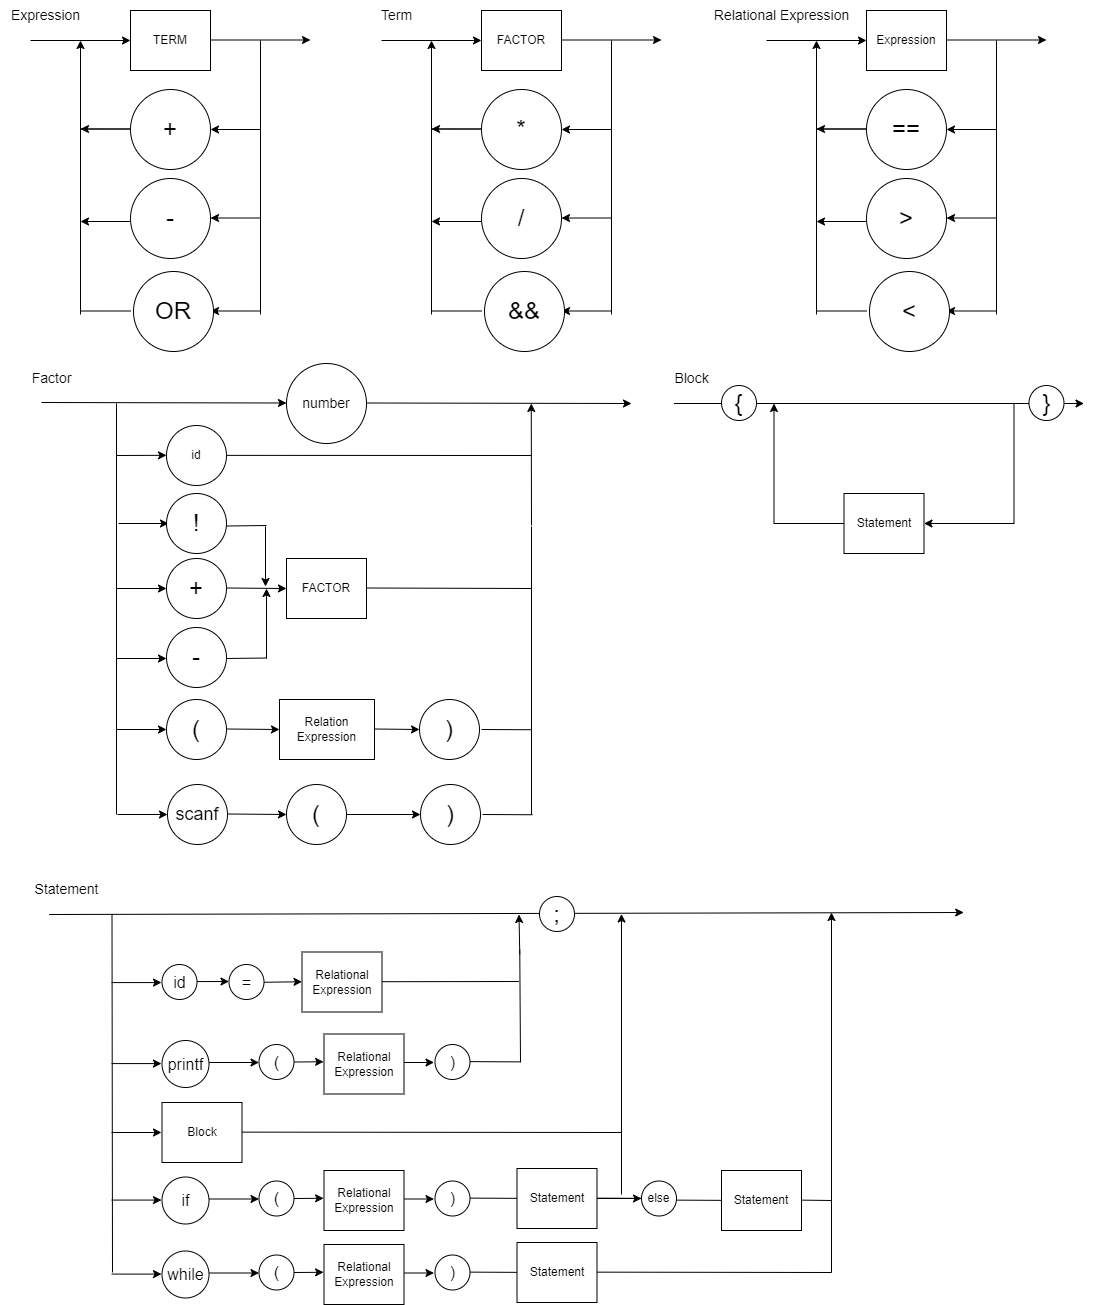 Expression
TERM
+
-
OR
Term
FACTOR
*
/
&&
Relational Expression
Expression
==
>
<
Factor
number
id
!
+
FACTOR
-
(
Relation
Expression
)
scanf
(
)
Block
{
}
Statement
Statement
;
id
=
Relational
Expression
printf
(
Relational
Expression
)
Block
if
(
Relational
Expression
)
Statement
else
Statement
while
(
Relational
Expression
)
Statement